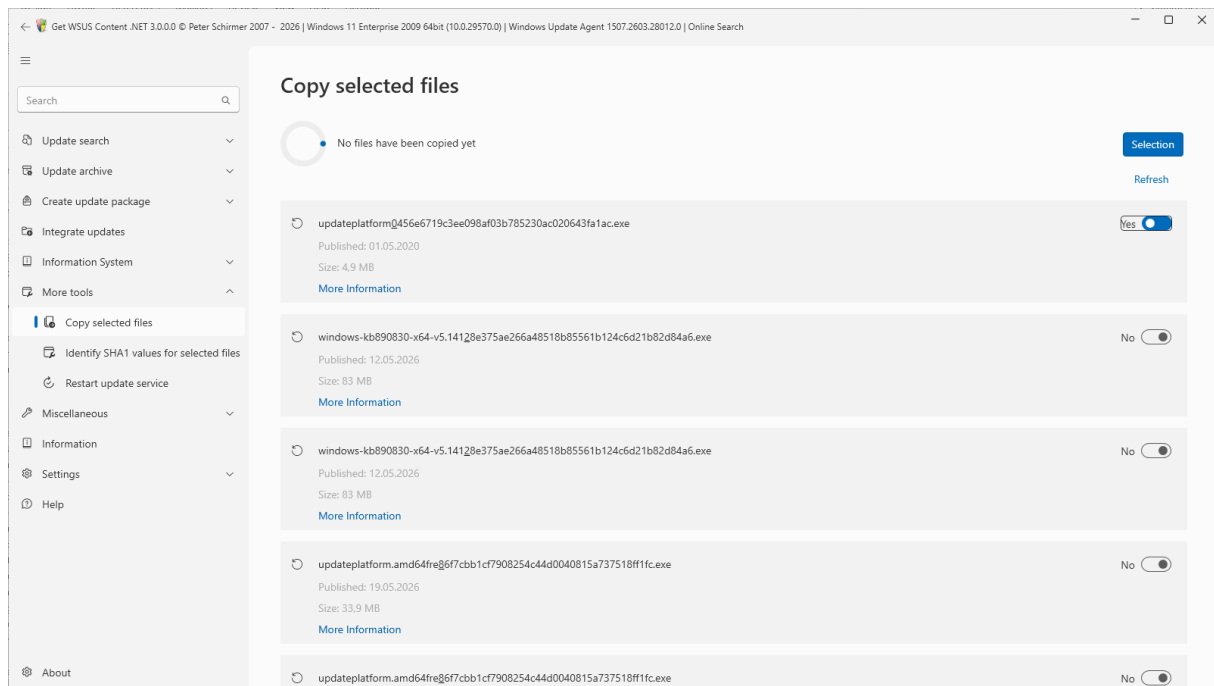 Get WSUS Content .NET 3.0.0.0 © Peter Schirmer 2007 - 2026 | Windows 11 Enterprise 2009 64bit (10.0.29570.0) | Windows Update Agent 1507.2603.28012.0 | Online Search
Search
Update search
Update archive
Create update package
Integrate updates
Information System
More tools
Copy selected files
Identify SHA1 values for selected files
Restart update service
Miscellaneous
Information
Settings
Help
About
Copy selected files
No files have been copied yet
Selection
Refresh
updateplatform0456e6719c3ee098af03b785230ac020643fa1ac.exe
Yes
Published: 01.05.2020
Size: 4,9 MB
More Information
windows-kb890830-x64-v5.14128e375ae266a48518b85561b124c6d21b82d84a6.exe
No
Published: 12.05.2026
Size: 83 MB
More Information
windows-kb890830-x64-v5.14128e375ae266a48518b85561b124c6d21b82d84a6.exe
No
Published: 12.05.2026
Size: 83 MB
More Information
updateplatform.amd64fre86f7cbb1cf7908254c44d0040815a737518ff1fc.exe
No
Published: 19.05.2026
Size: 33,9 MB
More Information
updateplatform.amd64fre86f7cbb1cf7908254c44d0040815a737518ff1fc.exe
No